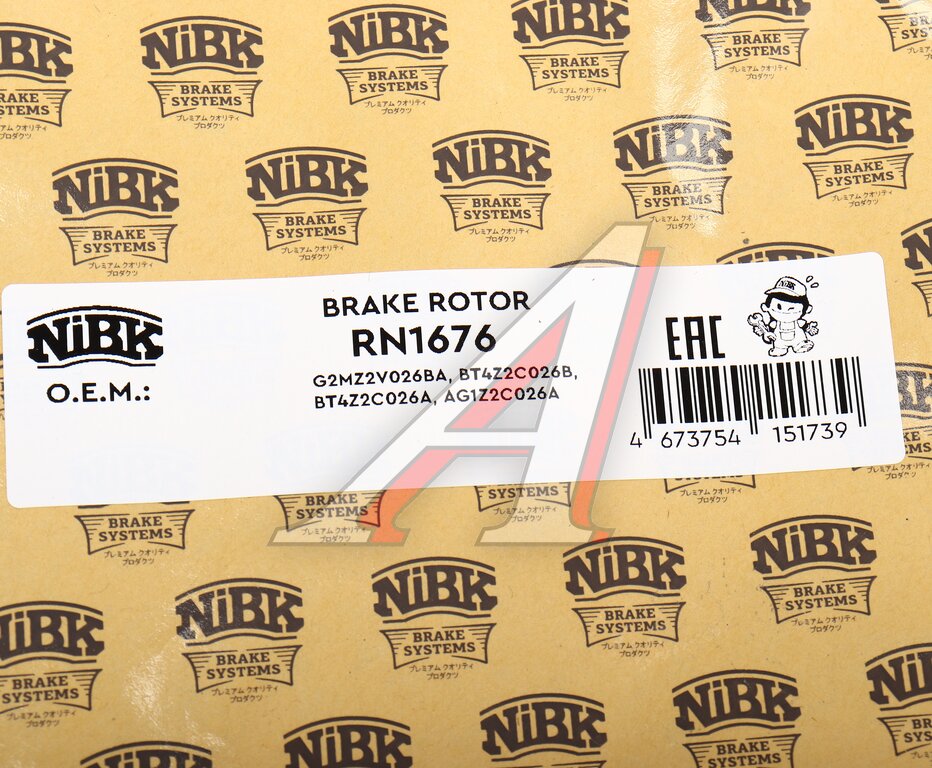 NiBK
BRAKE
SYSTEMS
プレミアム クオリティ
プロダクツ
NiBK
O.E.M.:
BRAKE ROTOR
RN1676
G2MZ2V026BA, BT4Z2C026B,
BT4Z2C026A, AG1Z2C026A
EAC
NiBK
4 673754 151739